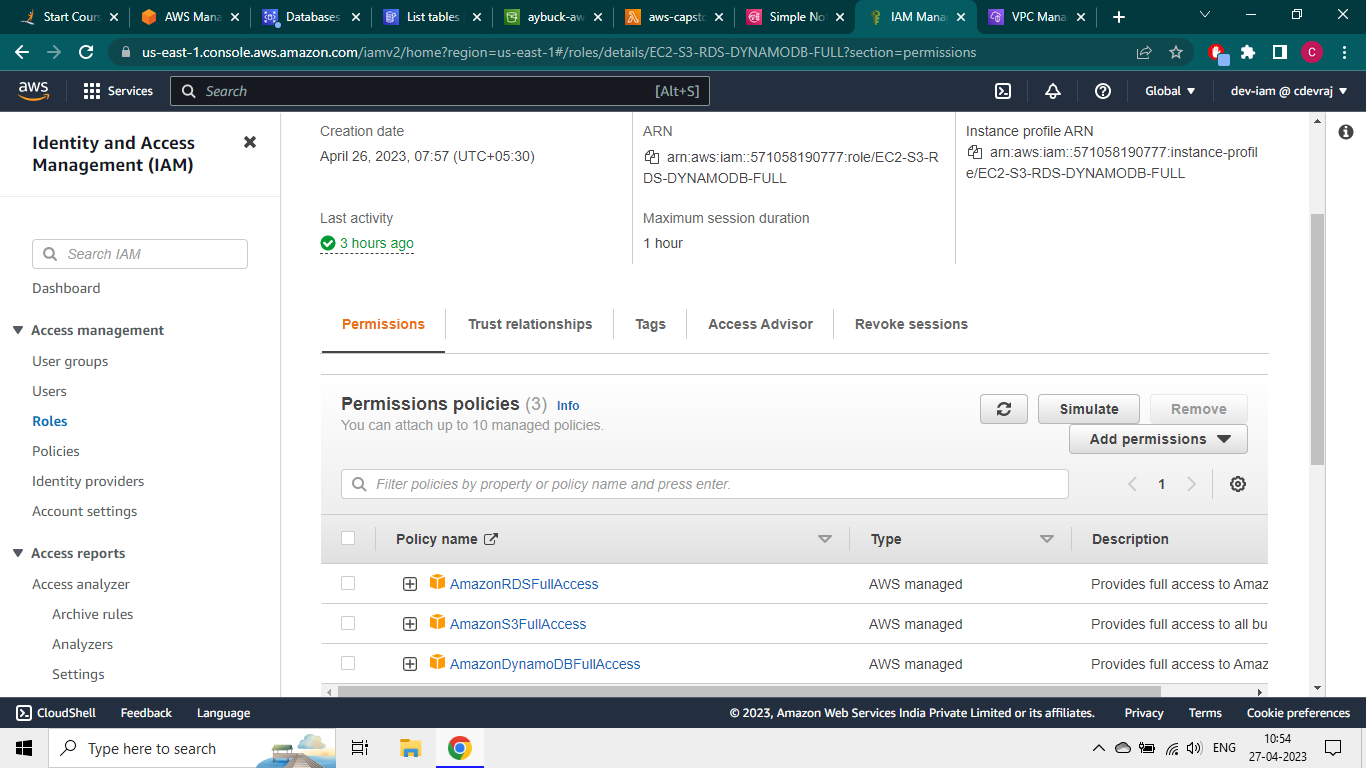 Start Cours
AWS Mana
Databases
List tables
aybuck-aw
aws-capsto
Simple Not
IAM Mana
VPC Mana
us-east-1.console.aws.amazon.com/iamv2/home?region=us-east-1#/roles/details/EC2-S3-RDS-DYNAMODB-FULL?section=permissions
C
aws
Services
Search
[Alt+S]
Global
dev-iam @ cdevraj
Identity and Access
Management (IAM)
Search IAM
Dashboard
Access management
User groups
Users
Roles
Policies
Identity providers
Account settings
Access reports
Access analyzer
Archive rules
Analyzers
Settings
Creation date
April 26, 2023, 07:57 (UTC+05:30)
ARN
arn:aws:iam::571058190777:role/EC2-S3-R
DS-DYNAMODB-FULL
Instance profile ARN
arn:aws:iam::571058190777:instance-profil
e/EC2-S3-RDS-DYNAMODB-FULL
Last activity
3 hours ago
Maximum session duration
1 hour
Permissions
Trust relationships
Tags
Access Advisor
Revoke sessions
Permissions policies (3) Info
You can attach up to 10 managed policies.
Simulate
Remove
Add permissions
Filter policies by property or policy name and press enter.
1
Policy name
Type
Description
AmazonRDSFullAccess
AWS managed
Provides full access to Amaz
AmazonS3FullAccess
AWS managed
Provides full access to all bu
AmazonDynamoDBFullAccess
AWS managed
Provides full access to Amaz
CloudShell
Feedback
Language
© 2023, Amazon Web Services India Private Limited or its affiliates.
Privacy
Terms
Cookie preferences
Type here to search
ENG
10:54
27-04-2023